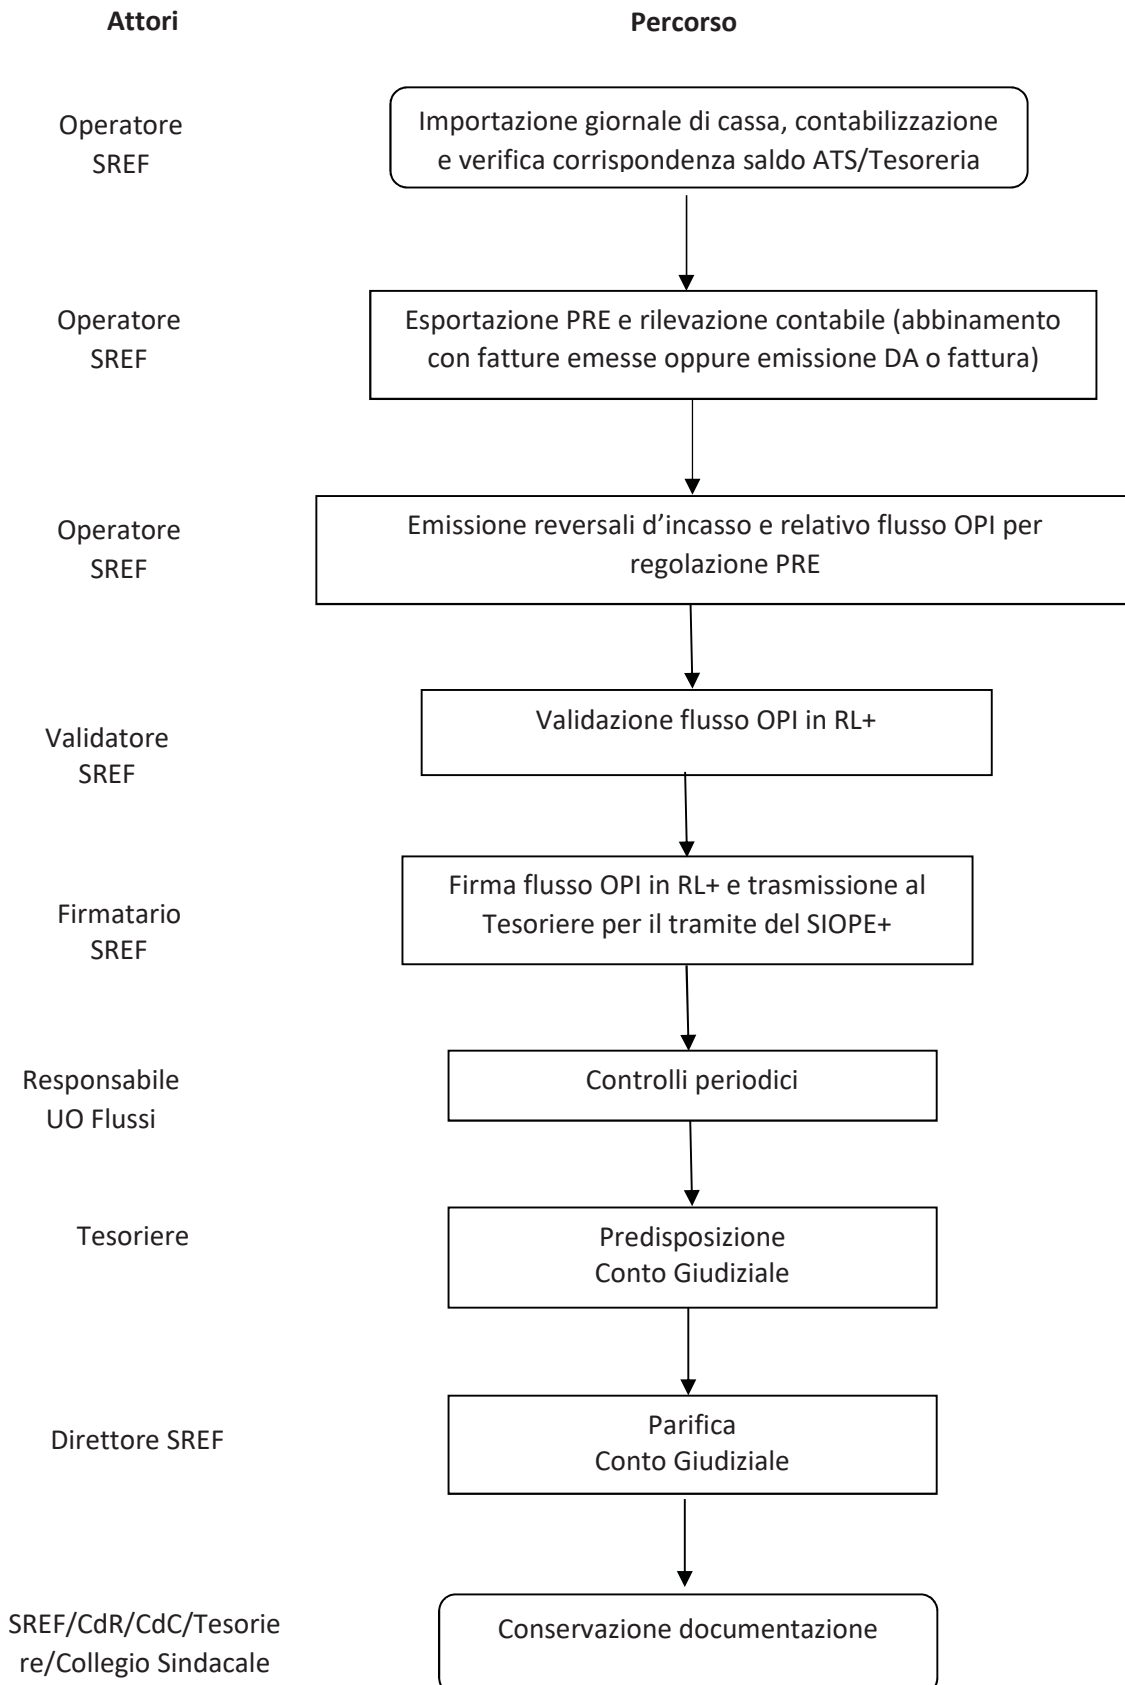 Attori
Percorso
Operatore
SREF
Importazione giornale di cassa, contabilizzazione
e verifica corrispondenza saldo ATS/Tesoreria
Operatore
SREF
Esportazione PRE e rilevazione contabile (abbinamento
con fatture emesse oppure emissione DA o fattura)
Operatore
SREF
Emissione reversali d’incasso e relativo flusso OPI per
regolazione PRE
Validatore
SREF
Validazione flusso OPI in RL+
Firmatario
SREF
Firma flusso OPI in RL+ e trasmissione al
Tesoriere per il tramite del SIOPE+
Responsabile
UO Flussi
Controlli periodici
Tesoriere
Predisposizione
Conto Giudiziale
Direttore SREF
Parifica
Conto Giudiziale
SREF/CdR/CdC/Tesorie
re/Collegio Sindacale
Conservazione documentazione